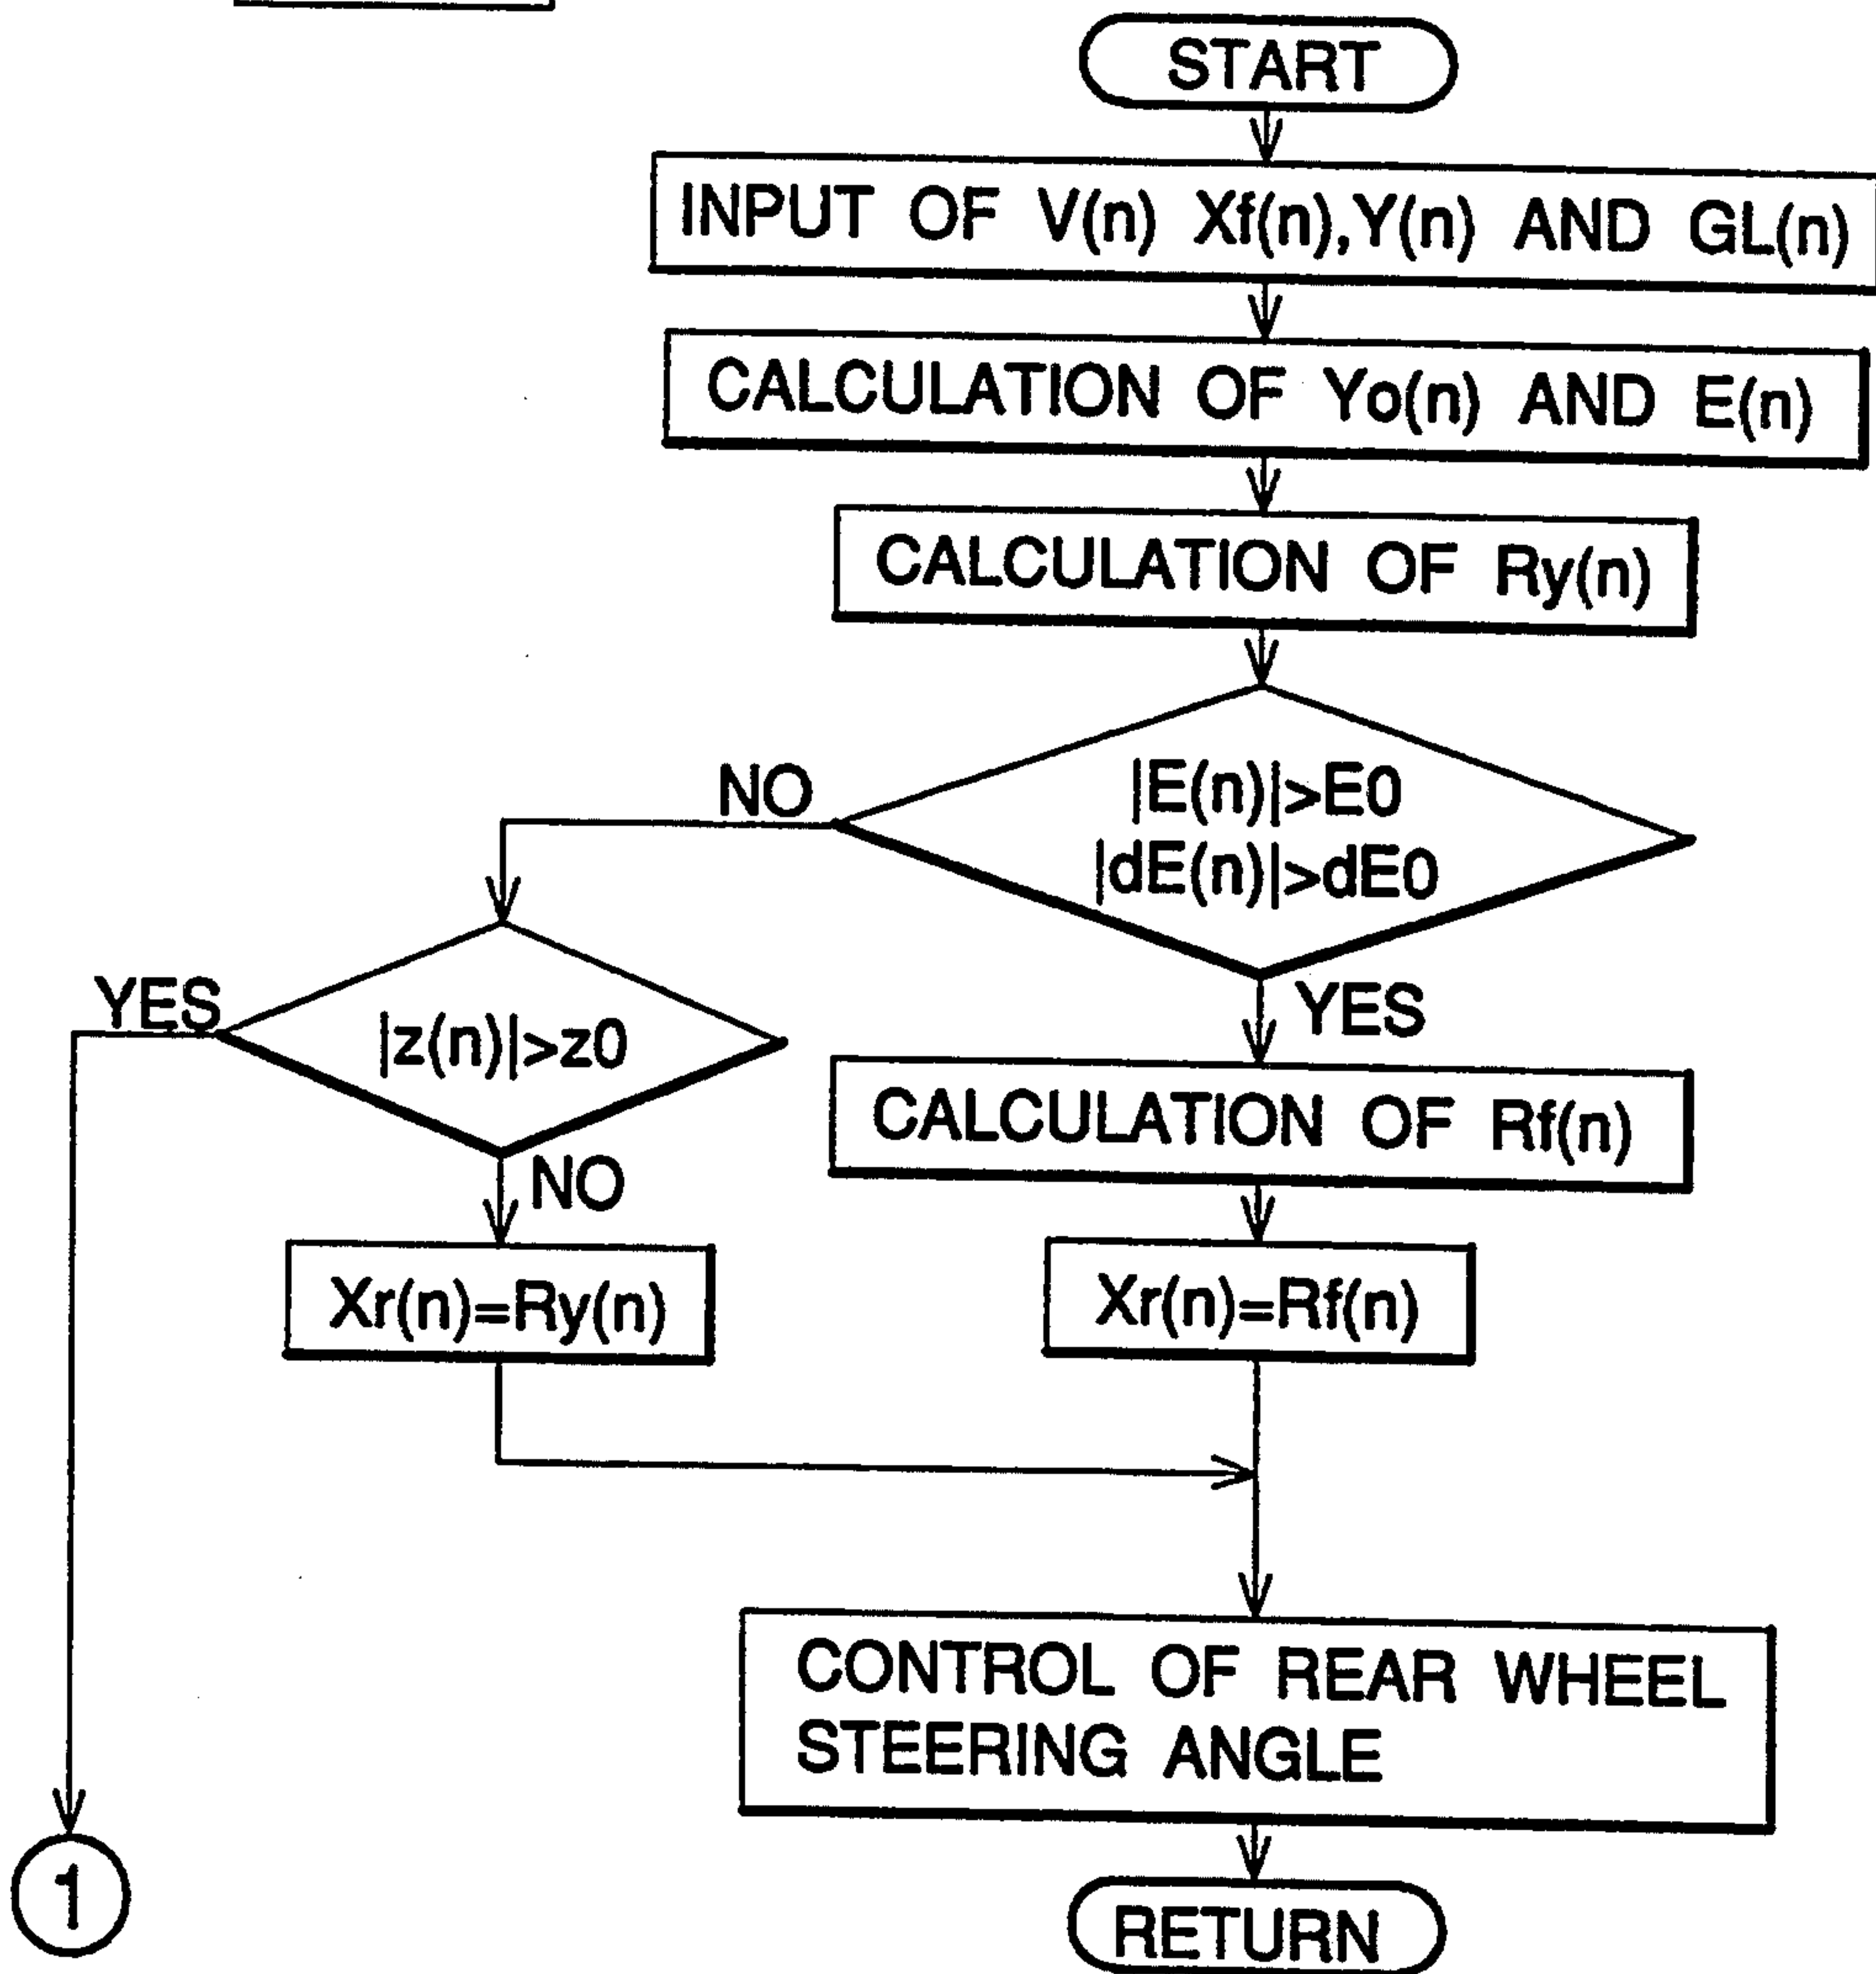 START
INPUT OF V(n) Xf(n),Y(n) AND GL(n)
CALCULATION OF Yo(n) AND E(n)
CALCULATION OF Ry(n)
|E(n)|>E0
|dE(n)|>dE0
NO
YES
|z(n)|>z0
YES
NO
CALCULATION OF Rf(n)
Xr(n)=Ry(n)
Xr(n)=Rf(n)
CONTROL OF REAR WHEEL
STEERING ANGLE
1
RETURN